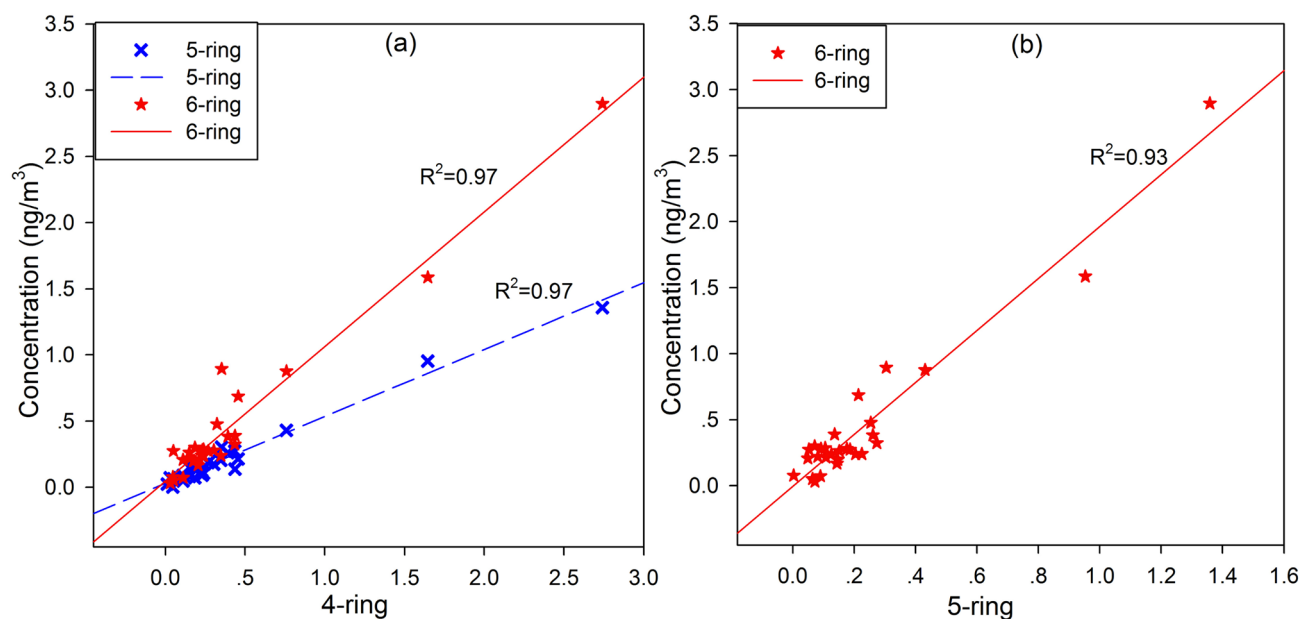 (a)
5-ring
5-ring
6-ring
6-ring
R²=0.97
R²=0.97
Concentration (ng/m³)
3.5
3.0
2.5
2.0
1.5
1.0
.5
0.0
0.0 .5 1.0 1.5 2.0 2.5 3.0
4-ring
(b)
6-ring
6-ring
R²=0.93
Concentration (ng/m³)
3.5
3.0
2.5
2.0
1.5
1.0
.5
0.0
0.0 .2 .4 .6 .8 1.0 1.2 1.4 1.6
5-ring